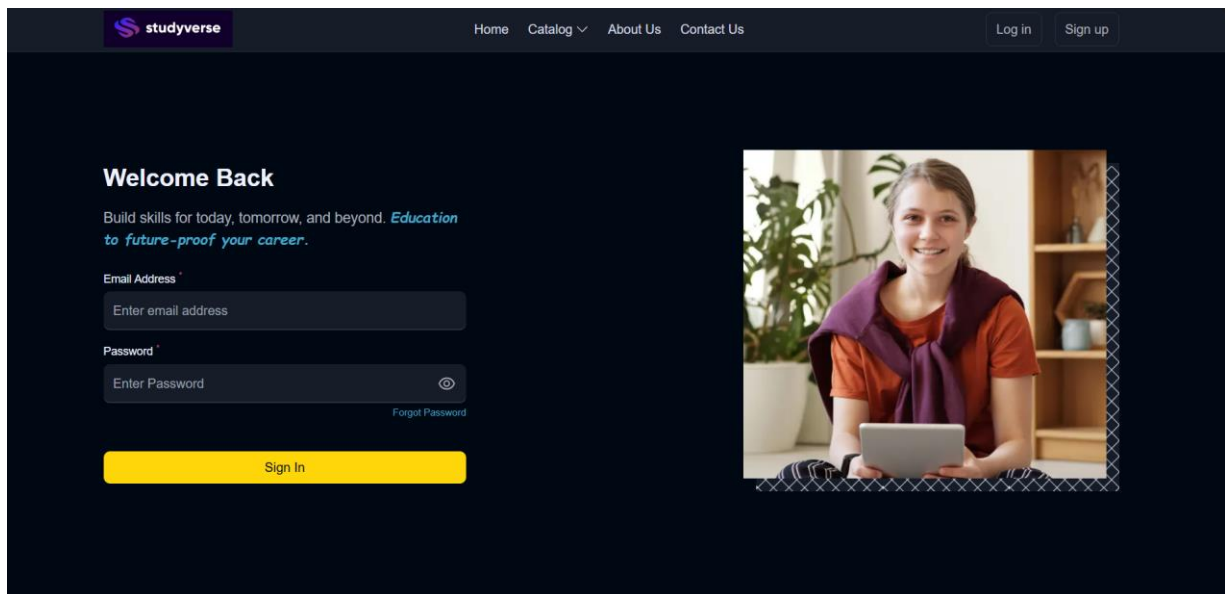 studyverse
Home Catalog About Us Contact Us
Log in Sign up
Welcome Back
Build skills for today, tomorrow, and beyond. Education
to future-proof your career.
Email Address *
Enter email address
Password *
Enter Password
Forgot Password
Sign In